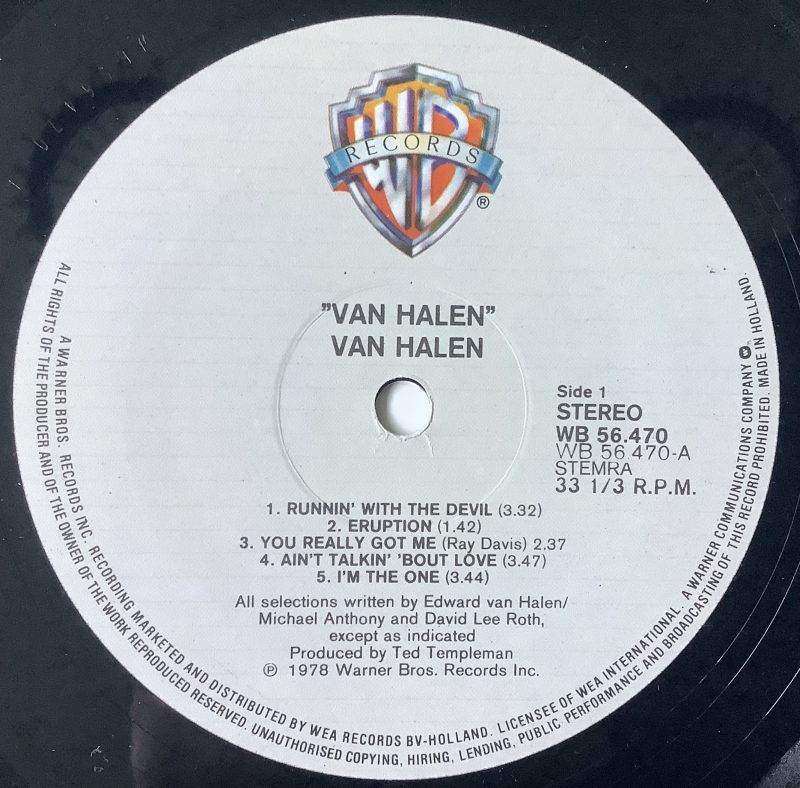 WB
RECORDS
®
"VAN HALEN"
VAN HALEN
Side 1
STEREO
WB 56.470
WB 56.470-A
STEMRA
33 1/3 R.P.M.
1. RUNNIN' WITH THE DEVIL (3.32)
2. ERUPTION (1.42)
3. YOU REALLY GOT ME (Ray Davis) 2.37
4. AIN'T TALKIN' 'BOUT LOVE (3.47)
5. I'M THE ONE (3.44)
All selections written by Edward van Halen/
Michael Anthony and David Lee Roth,
except as indicated
Produced by Ted Templeman
℗ 1978 Warner Bros. Records Inc.
A WARNER BROS. RECORDS INC. RECORDING MARKETED AND DISTRIBUTED BY WEA RECORDS BV-HOLLAND. LICENSEE OF WEA INTERNATIONAL. A WARNER COMMUNICATIONS COMPANY
ALL RIGHTS OF THE PRODUCER AND OF THE OWNER OF THE WORK REPRODUCED RESERVED. UNAUTHORISED COPYING, HIRING, LENDING, PUBLIC PERFORMANCE AND BROADCASTING OF THIS RECORD PROHIBITED. MADE IN HOLLAND.